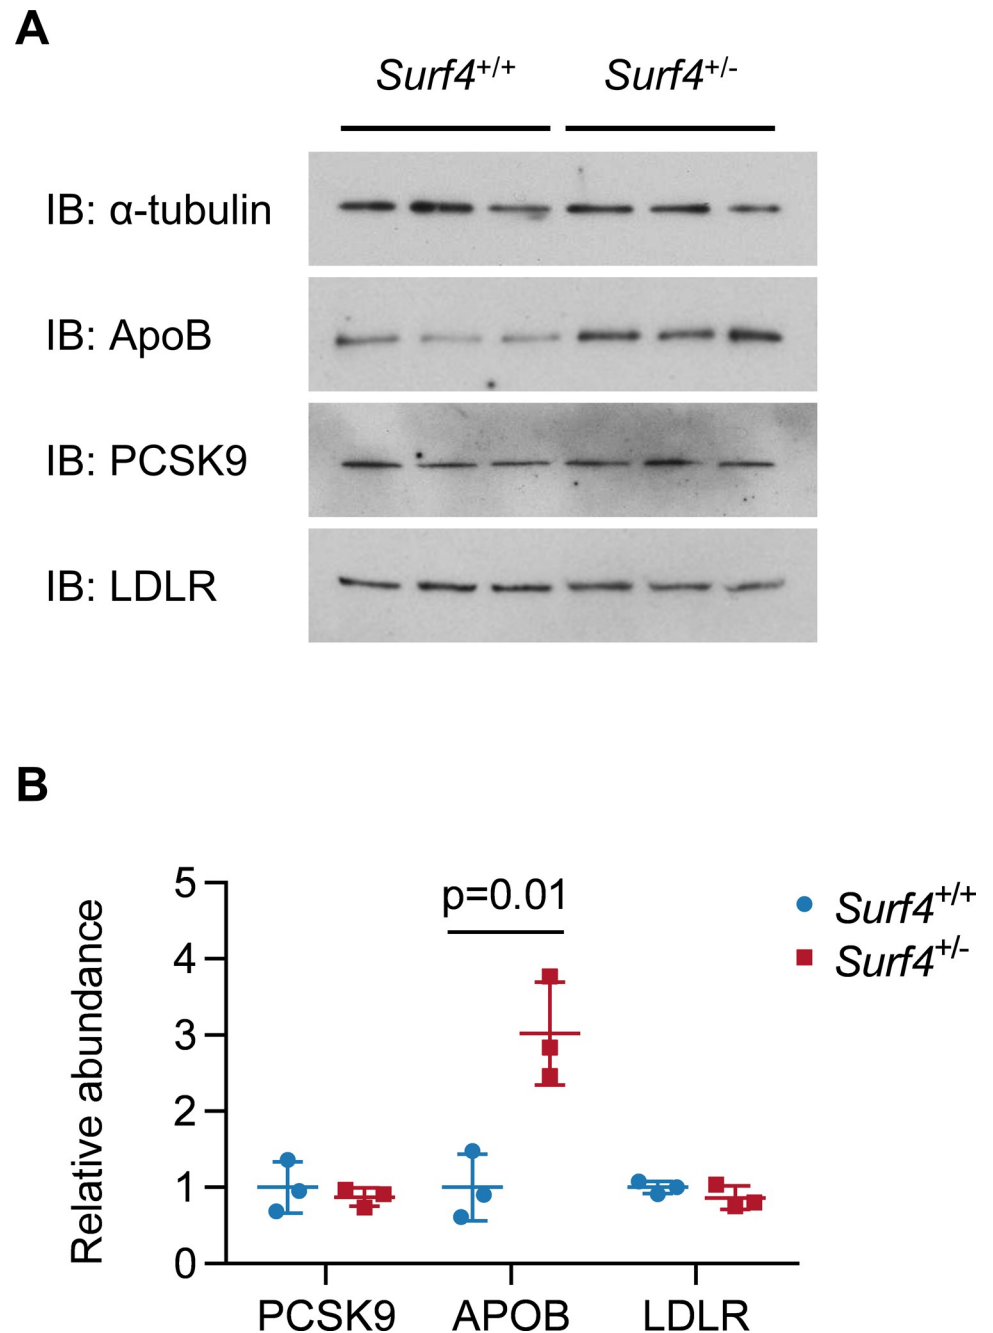 A
Surf4+/+ Surf4+/-
IB: α-tubulin
IB: ApoB
IB: PCSK9
IB: LDLR
B
Relative abundance
5
4
3
2
1
0
p=0.01
Surf4+/+
Surf4+/-
PCSK9 APOB LDLR